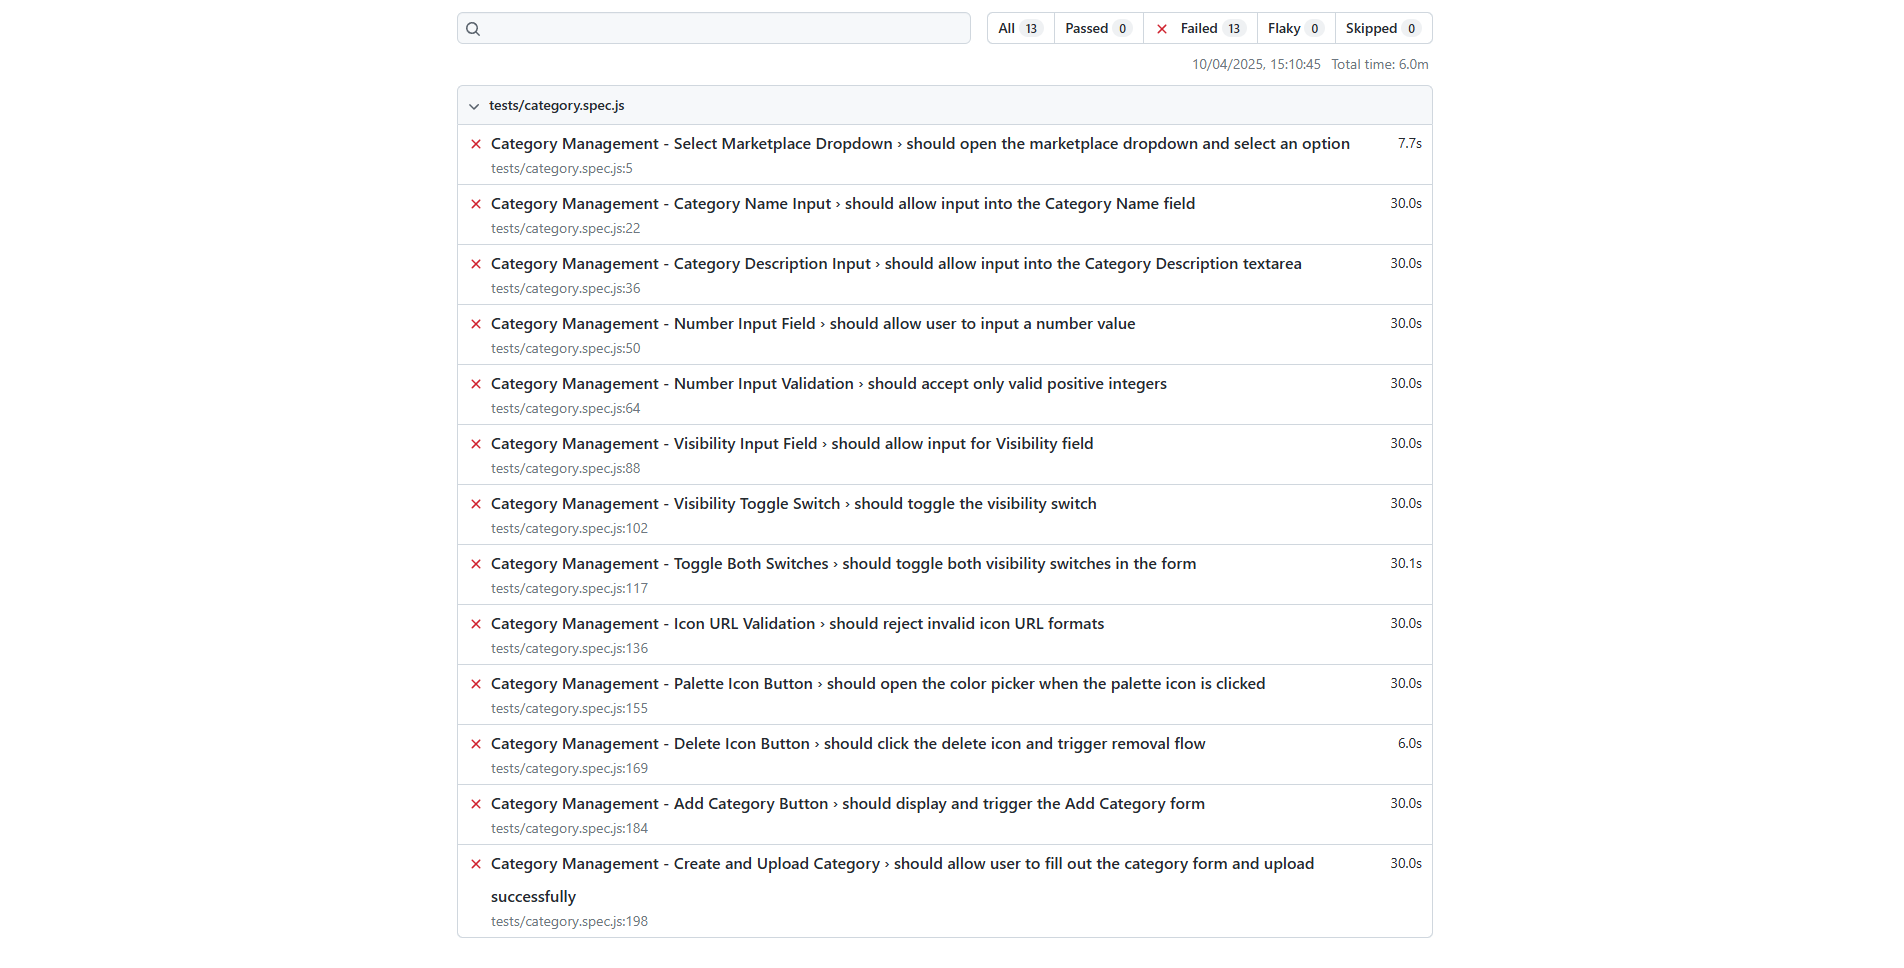 All 13 Passed 0 Failed 13 Flaky 0 Skipped 0
10/04/2025, 15:10:45 Total time: 6.0m
tests/category.spec.js
Category Management - Select Marketplace Dropdown › should open the marketplace dropdown and select an option 7.7s
tests/category.spec.js:5
Category Management - Category Name Input › should allow input into the Category Name field 30.0s
tests/category.spec.js:22
Category Management - Category Description Input › should allow input into the Category Description textarea 30.0s
tests/category.spec.js:36
Category Management - Number Input Field › should allow user to input a number value 30.0s
tests/category.spec.js:50
Category Management - Number Input Validation › should accept only valid positive integers 30.0s
tests/category.spec.js:64
Category Management - Visibility Input Field › should allow input for Visibility field 30.0s
tests/category.spec.js:88
Category Management - Visibility Toggle Switch › should toggle the visibility switch 30.0s
tests/category.spec.js:102
Category Management - Toggle Both Switches › should toggle both visibility switches in the form 30.1s
tests/category.spec.js:117
Category Management - Icon URL Validation › should reject invalid icon URL formats 30.0s
tests/category.spec.js:136
Category Management - Palette Icon Button › should open the color picker when the palette icon is clicked 30.0s
tests/category.spec.js:155
Category Management - Delete Icon Button › should click the delete icon and trigger removal flow 6.0s
tests/category.spec.js:169
Category Management - Add Category Button › should display and trigger the Add Category form 30.0s
tests/category.spec.js:184
Category Management - Create and Upload Category › should allow user to fill out the category form and upload 30.0s
successfully
tests/category.spec.js:198